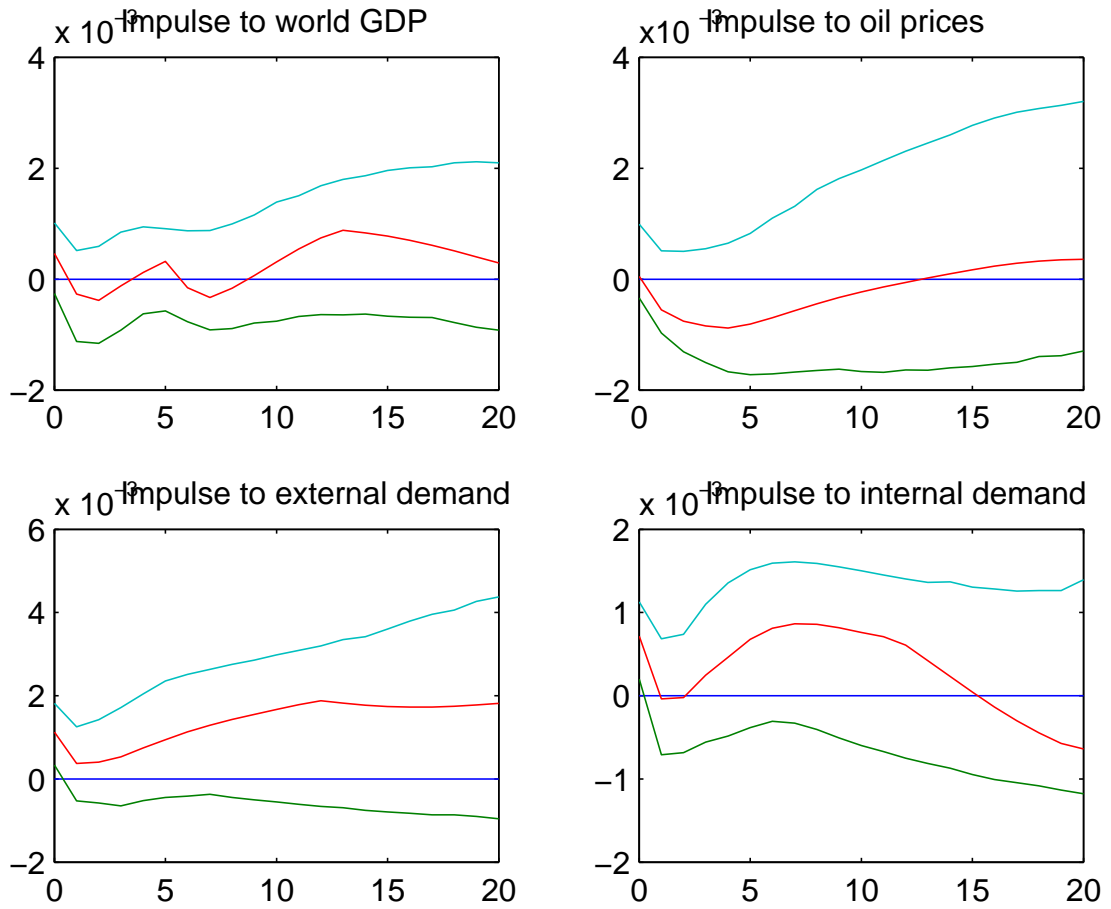 x 10⁻³ Impulse to world GDP
4
2
0
−2
0 5 10 15 20
x10⁻³ Impulse to oil prices
4
2
0
−2
0 5 10 15 20
x 10⁻³ Impulse to external demand
6
4
2
0
−2
0 5 10 15 20
x 10⁻³ Impulse to internal demand
2
1
0
−1
−2
0 5 10 15 20